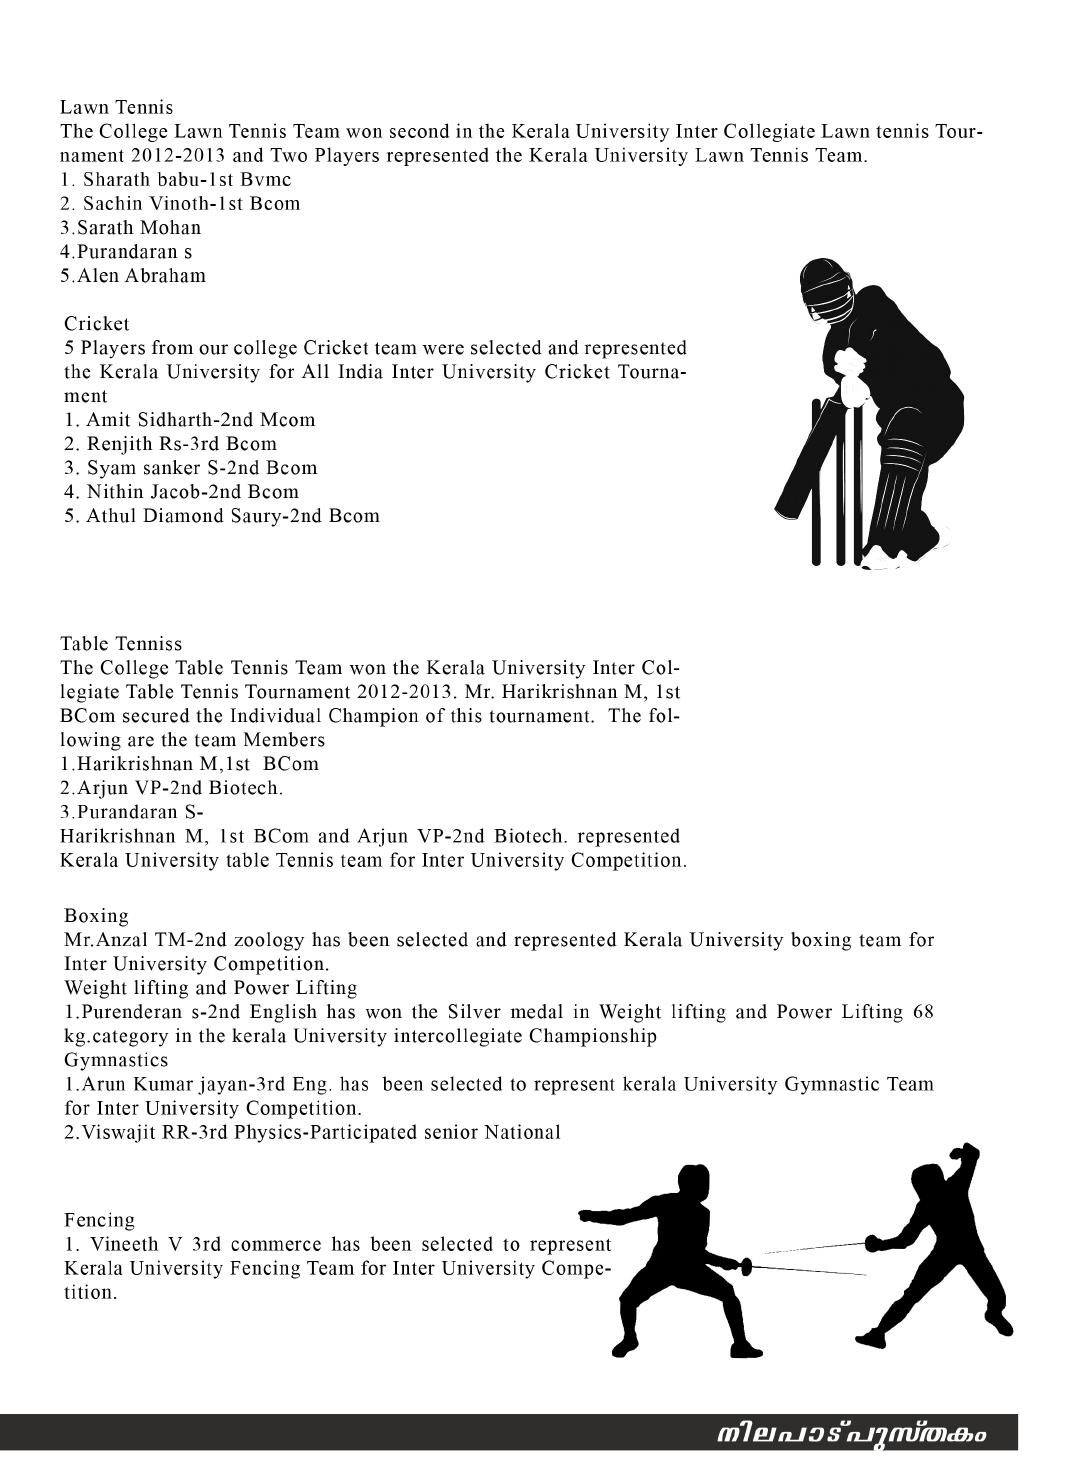 Lawn Tennis
The College Lawn Tennis Team won second in the Kerala University Inter Collegiate Lawn tennis Tour-
nament 2012-2013 and Two Players represented the Kerala University Lawn Tennis Team.
1. Sharath babu-1st Bvmc
2. Sachin Vinoth-1st Bcom
3.Sarath Mohan
4.Purandaran s
5.Alen Abraham
Cricket
5 Players from our college Cricket team were selected and represented
the Kerala University for All India Inter University Cricket Tourna-
ment
1. Amit Sidharth-2nd Mcom
2. Renjith Rs-3rd Bcom
3. Syam sanker S-2nd Bcom
4. Nithin Jacob-2nd Bcom
5. Athul Diamond Saury-2nd Bcom
Table Tenniss
The College Table Tennis Team won the Kerala University Inter Col-
legiate Table Tennis Tournament 2012-2013. Mr. Harikrishnan M, 1st
BCom secured the Individual Champion of this tournament.  The fol-
lowing are the team Members
1.Harikrishnan M,1st  BCom
2.Arjun VP-2nd Biotech.
3.Purandaran S-
Harikrishnan M, 1st BCom and Arjun VP-2nd Biotech. represented
Kerala University table Tennis team for Inter University Competition.
Boxing
Mr.Anzal TM-2nd zoology has been selected and represented Kerala University boxing team for
Inter University Competition.
Weight lifting and Power Lifting
1.Purenderan s-2nd English has won the Silver medal in Weight lifting and Power Lifting 68
kg.category in the kerala University intercollegiate Championship
Gymnastics
1.Arun Kumar jayan-3rd Eng. has  been selected to represent kerala University Gymnastic Team
for Inter University Competition.
2.Viswajit RR-3rd Physics-Participated senior National
Fencing
1. Vineeth V 3rd commerce has been selected to represent
Kerala University Fencing Team for Inter University Compe-
tition.
നിലപാട് പുസ്തകം